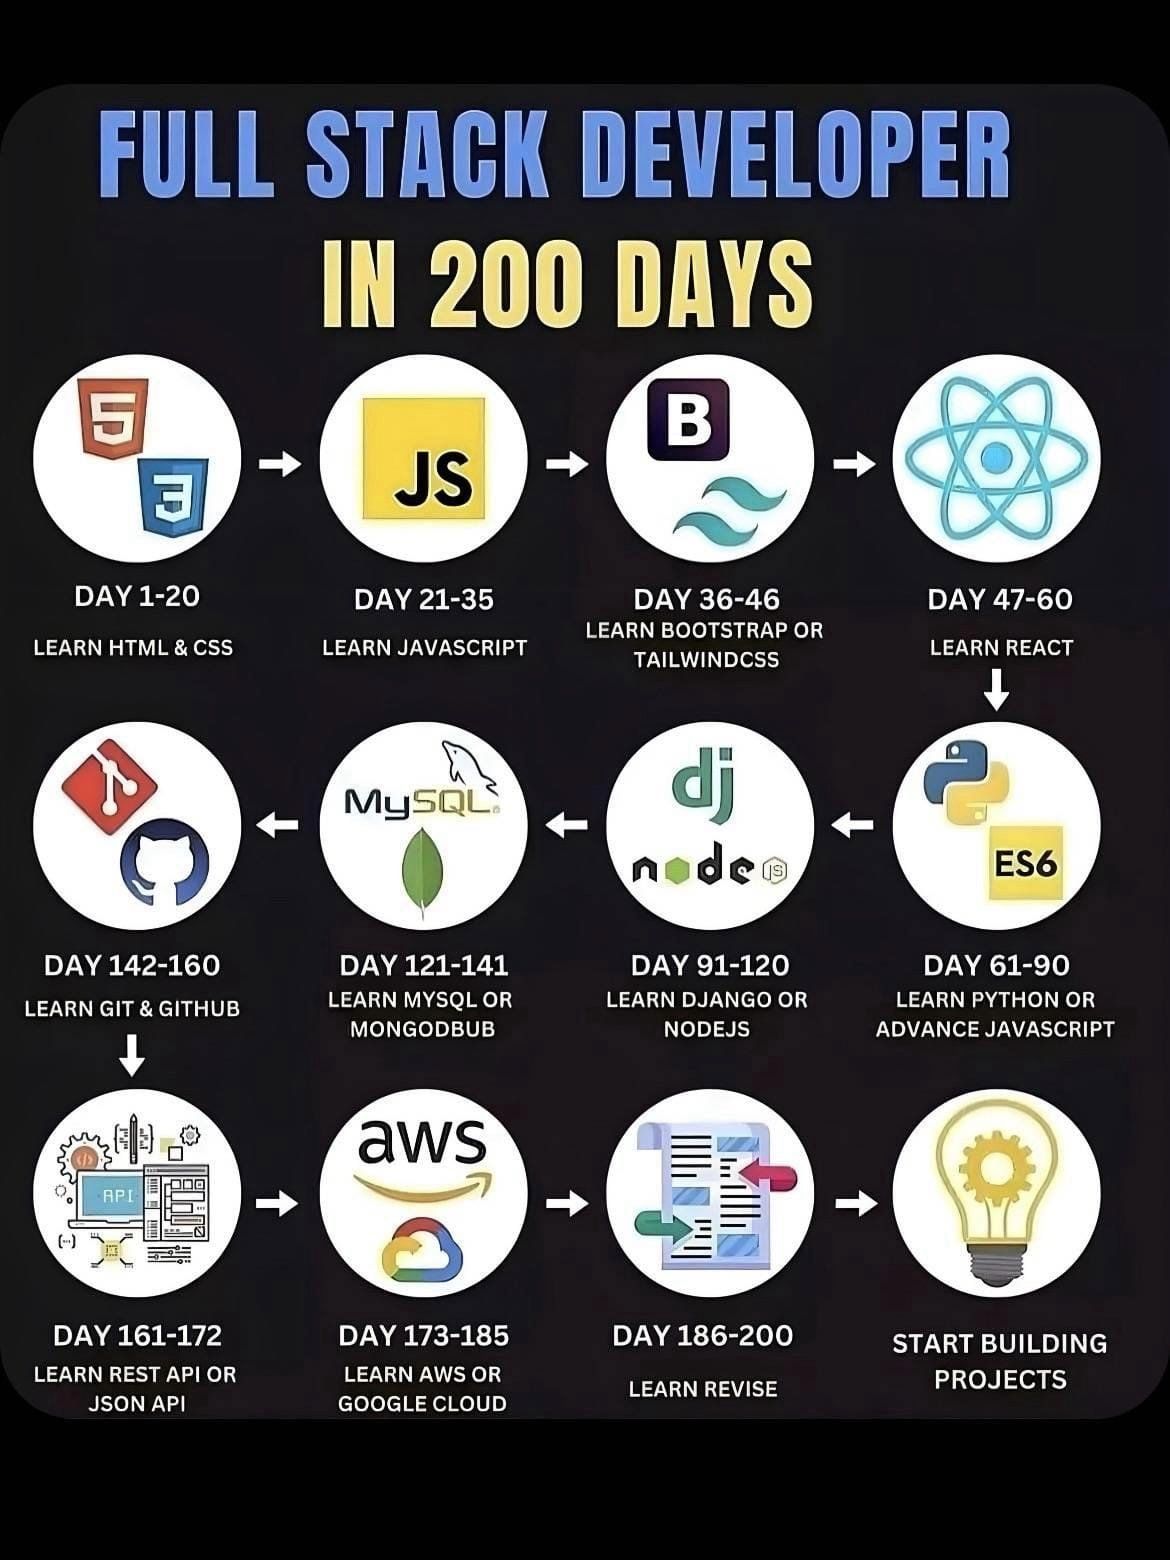 FULL STACK DEVELOPER
IN 200 DAYS
5
3
DAY 1-20
LEARN HTML & CSS
JS
DAY 21-35
LEARN JAVASCRIPT
B
DAY 36-46
LEARN BOOTSTRAP OR
TAILWINDCSS
DAY 47-60
LEARN REACT
ES6
DAY 61-90
LEARN PYTHON OR
ADVANCE JAVASCRIPT
dj
node JS
DAY 91-120
LEARN DJANGO OR
NODEJS
MySQL®
DAY 121-141
LEARN MYSQL OR
MONGODBUB
DAY 142-160
LEARN GIT & GITHUB
API
DAY 161-172
LEARN REST API OR
JSON API
aws
DAY 173-185
LEARN AWS OR
GOOGLE CLOUD
DAY 186-200
LEARN REVISE
START BUILDING
PROJECTS